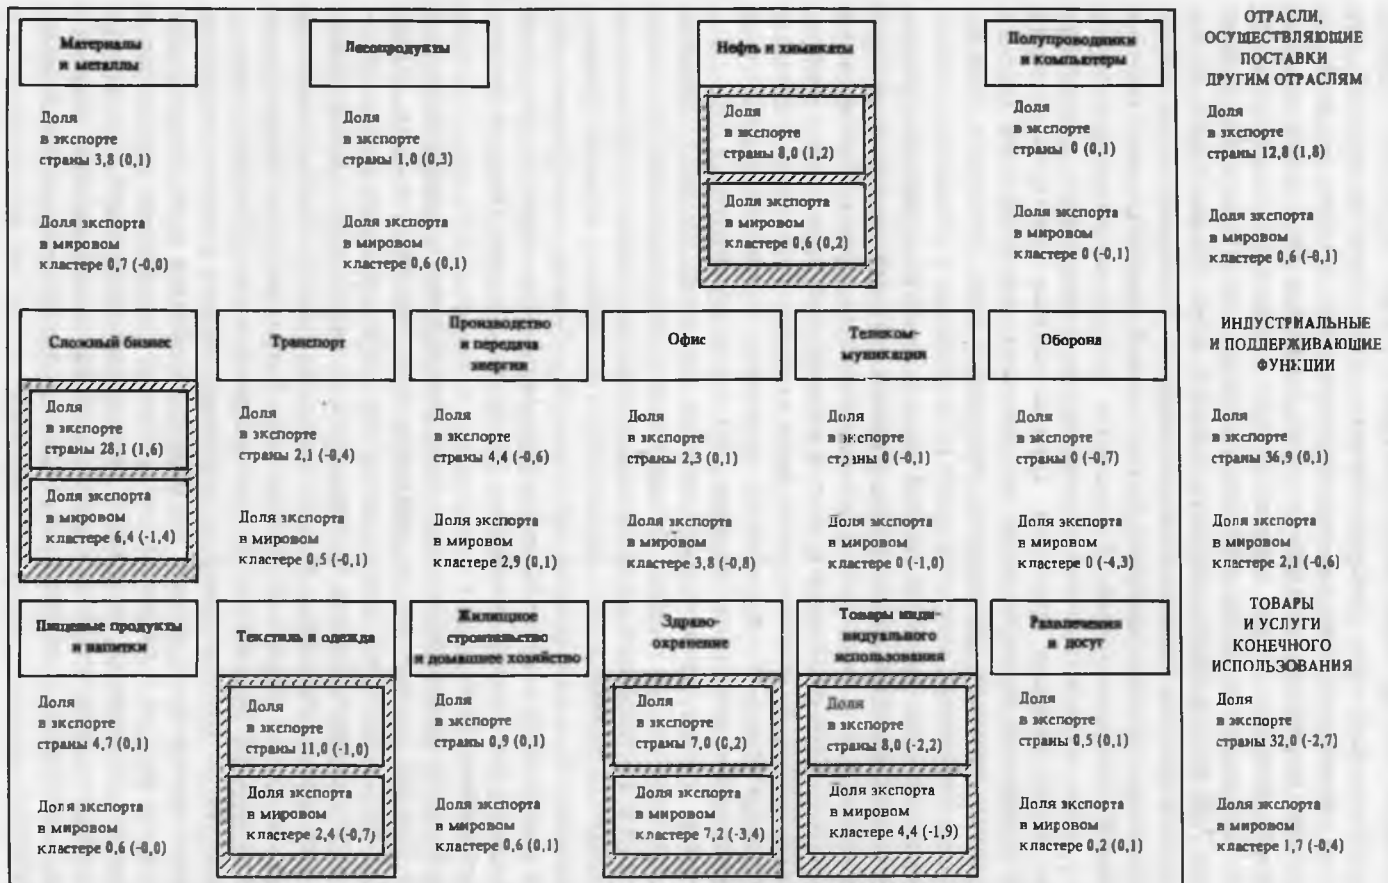 Материалы
и металлы
Доля
в экспорте
страны 3,8 (0,1)
Доля экспорта
в мировом
кластере 0,7 (-0,0)
Лесопродукты
Доля
в экспорте
страны 1,0 (0,3)
Доля экспорта
в мировом
кластере 0,6 (0,1)
Нефть и химикаты
Доля
в экспорте
страны 8,0 (1,2)
Доля экспорта
в мировом
кластере 0,6 (0,2)
Полупроводники
и компьютеры
Доля
в экспорте
страны 0 (0,1)
Доля экспорта
в мировом
кластере 0 (-0,1)
ОТРАСЛИ,
ОСУЩЕСТВЛЯЮЩИЕ
ПОСТАВКИ
ДРУГИМ ОТРАСЛЯМ
Доля
в экспорте
страны 12,8 (1,8)
Доля экспорта
в мировом
кластере 0,6 (-0,1)
Сложный бизнес
Доля
в экспорте
страны 28,1 (1,6)
Доля экспорта
в мировом
кластере 6,4 (-1,4)
Транспорт
Доля
в экспорте
страны 2,1 (-0,4)
Доля экспорта
в мировом
кластере 0,5 (-0,1)
Производство
и передача
энергии
Доля
в экспорте
страны 4,4 (-0,6)
Доля экспорта
в мировом
кластере 2,9 (0,1)
Офис
Доля
в экспорте
страны 2,3 (0,1)
Доля экспорта
в мировом
кластере 3,8 (-0,8)
Телеком-
муникации
Доля
в экспорте
страны 0 (-0,1)
Доля экспорта
в мировом
кластере 0 (-1,0)
Оборона
Доля
в экспорте
страны 0 (-0,7)
Доля экспорта
в мировом
кластере 0 (-4,3)
ИНДУСТРИАЛЬНЫЕ
И ПОДДЕРЖИВАЮЩИЕ
ФУНКЦИИ
Доля
в экспорте
страны 36,9 (0,1)
Доля экспорта
в мировом
кластере 2,1 (-0,6)
Пищевые продукты
и напитки
Доля
в экспорте
страны 4,7 (0,1)
Доля экспорта
в мировом
кластере 0,6 (-0,0)
Текстиль и одежда
Доля
в экспорте
страны 11,0 (-1,0)
Доля экспорта
в мировом
кластере 2,4 (-0,7)
Жилищное
строительство
и домашнее хозяйство
Доля
в экспорте
страны 0,9 (0,1)
Доля экспорта
в мировом
кластере 0,6 (0,1)
Здраво-
охранение
Доля
в экспорте
страны 7,0 (0,2)
Доля экспорта
в мировом
кластере 7,2 (-3,4)
Товары инди-
видуального
использования
Доля
в экспорте
страны 8,0 (-2,2)
Доля экспорта
в мировом
кластере 4,4 (-1,9)
Развлечения
и досуг
Доля
в экспорте
страны 0,5 (0,1)
Доля экспорта
в мировом
кластере 0,2 (0,1)
ТОВАРЫ
И УСЛУГИ
КОНЕЧНОГО
ИСПОЛЬЗОВАНИЯ
Доля
в экспорте
страны 32,0 (-2,7)
Доля экспорта
в мировом
кластере 1,7 (-0,4)